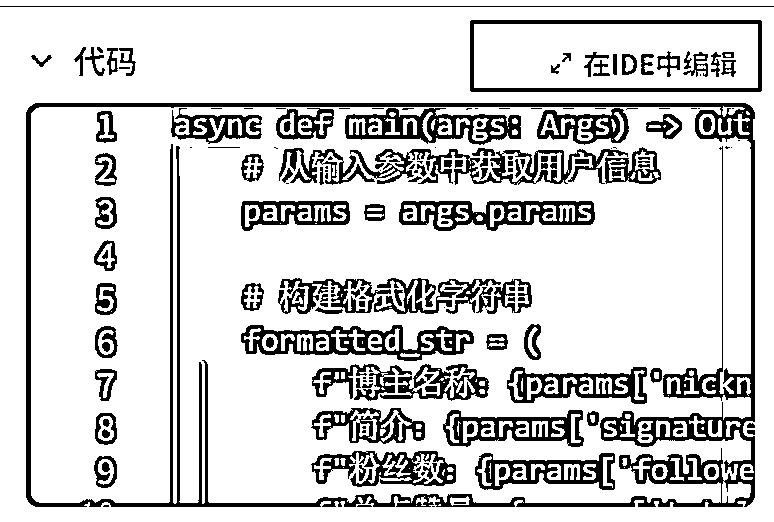 代码
在IDE中编辑
1 async def main(args: Args) -> Out
2 # 从输入参数中获取用户信息
3 params = args.params
4
5 # 构建格式化字符串
6 formatted_str = (
7 f"博主名称: {params['nickn
8 f"简介: {params['signature
9 f"粉丝数: {params['followe